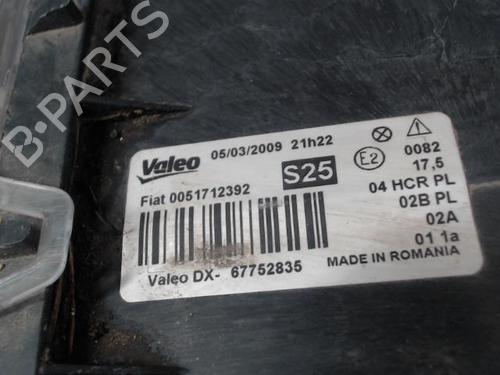 Valeo 05/03/2009 21h22
Fiat 0051712392 S25
E2 0082
17,5
04 HCR PL
02B PL
02A
01 1a
Valeo DX- 67752835 MADE IN ROMANIA
B-PARTS